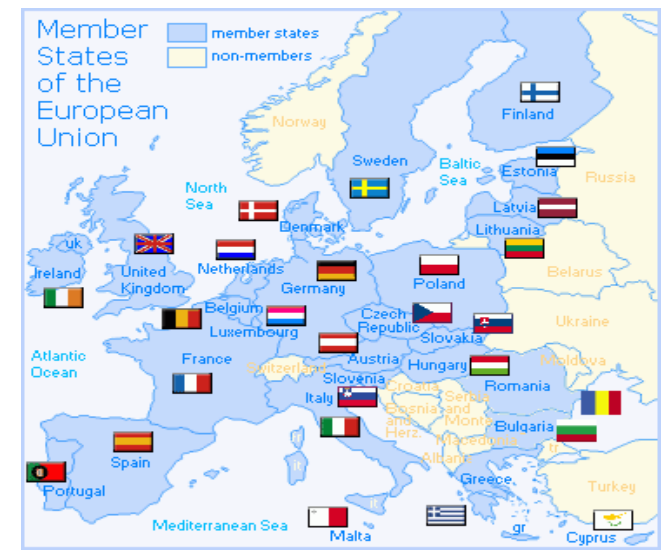 Member
States
of the
European
Union
member states
non-members
Finland
Norway
Sweden
Baltic
Sea
Estonia
Russia
North
Sea
Latvia
Denmark
Lithuania
uk
Ireland
United
Kingdom
Netherlands
Germany
Poland
Belarus
Belgium
Luxembourg
Czech
Republic
Slovakia
Ukraine
Atlantic
Ocean
France
Switzerland
Austria
Hungary
Moldova
Slovenia
Romania
Italy
Croatia
Bosnia
and
Herz.
Serbia
and
Monte
Bulgaria
Macedonia
tr
Albania
Spain
Portugal
it
Greece
Turkey
it
Mediterranean Sea
Malta
gr
Cyprus